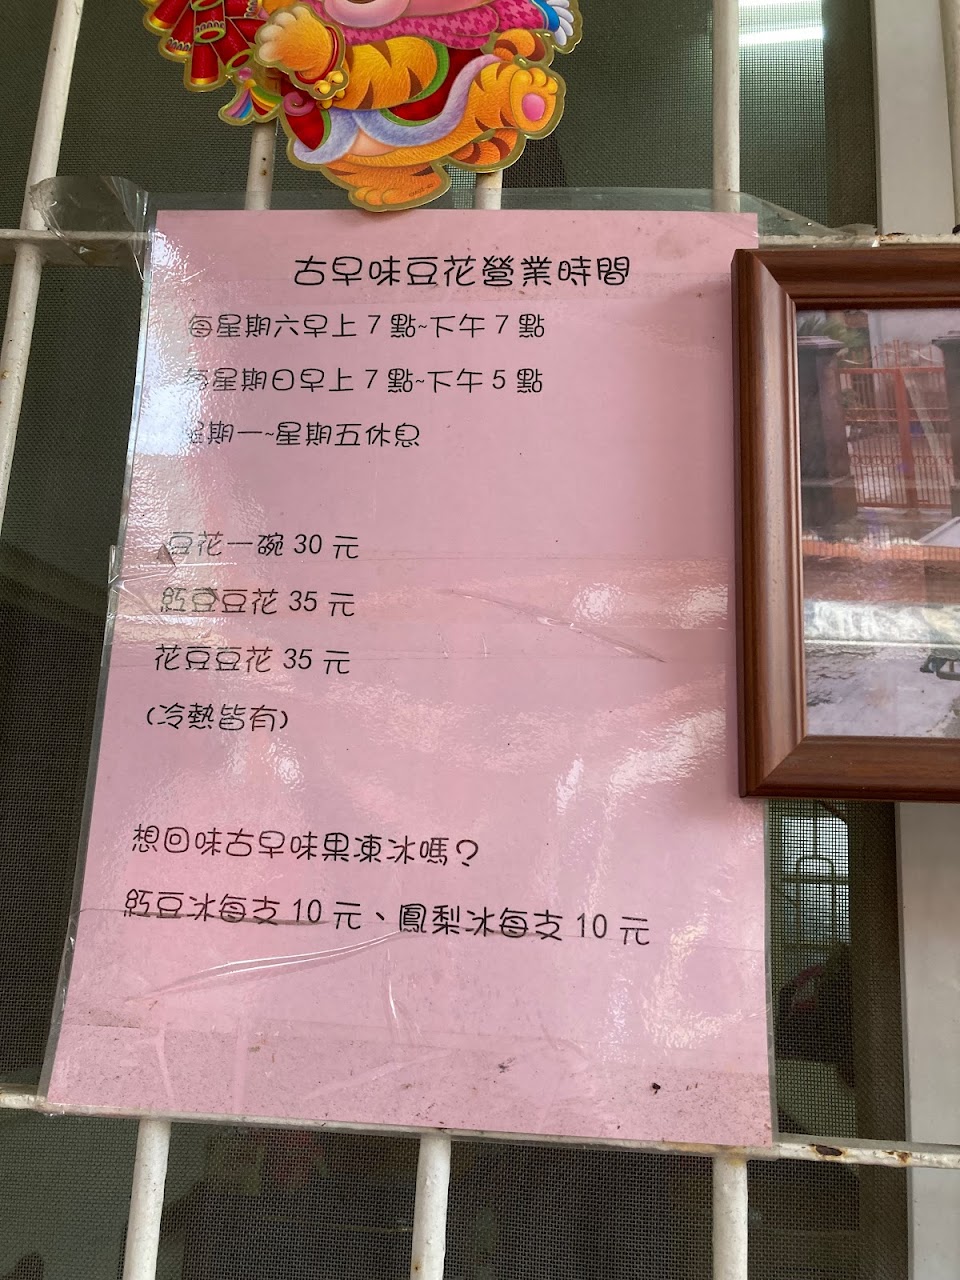 古早味豆花營業時間
每星期六早上7點~下午7點
每星期日早上7點~下午5點
星期一~星期五休息
豆花一碗30元
紅豆豆花35元
花豆豆花35元
(冷熱皆有)
想回味古早味果凍冰嗎?
紅豆冰每支10元、鳳梨冰每支10元